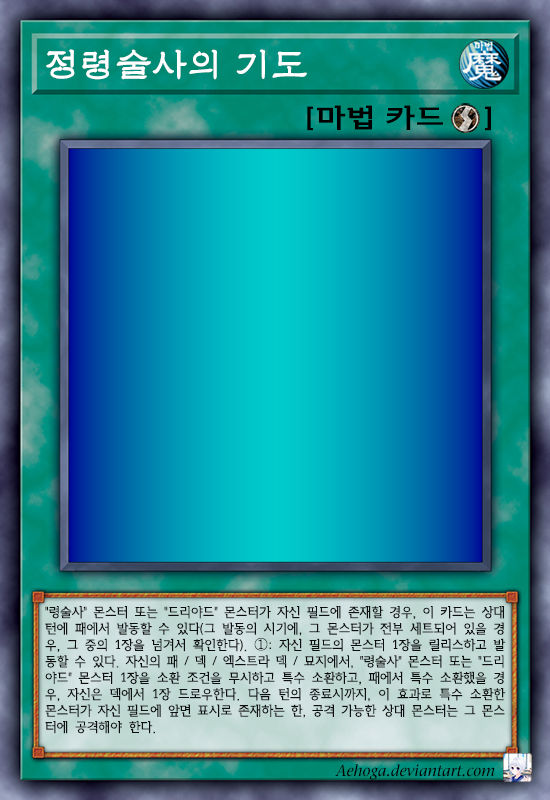 정령술사의 기도
마법
魔
[마법 카드 ]
"령술사" 몬스터 또는 "드리야드" 몬스터가 자신 필드에 존재할 경우, 이 카드는 상대
턴에 패에서 발동할 수 있다(그 발동의 시기에, 그 몬스터가 전부 세트되어 있을 경
우, 그 중의 1장을 넘겨서 확인한다). ①: 자신 필드의 몬스터 1장을 릴리스하고 발
동할 수 있다. 자신의 패 / 덱 / 엑스트라 덱 / 묘지에서, "령술사" 몬스터 또는 "드리
야드" 몬스터 1장을 소환 조건을 무시하고 특수 소환하고, 패에서 특수 소환했을 경
우, 자신은 덱에서 1장 드로우한다. 다음 턴의 종료시까지, 이 효과로 특수 소환한
몬스터가 자신 필드에 앞면 표시로 존재하는 한, 공격 가능한 상대 몬스터는 그 몬스
터에 공격해야 한다.
Aehoga.deviantart.com